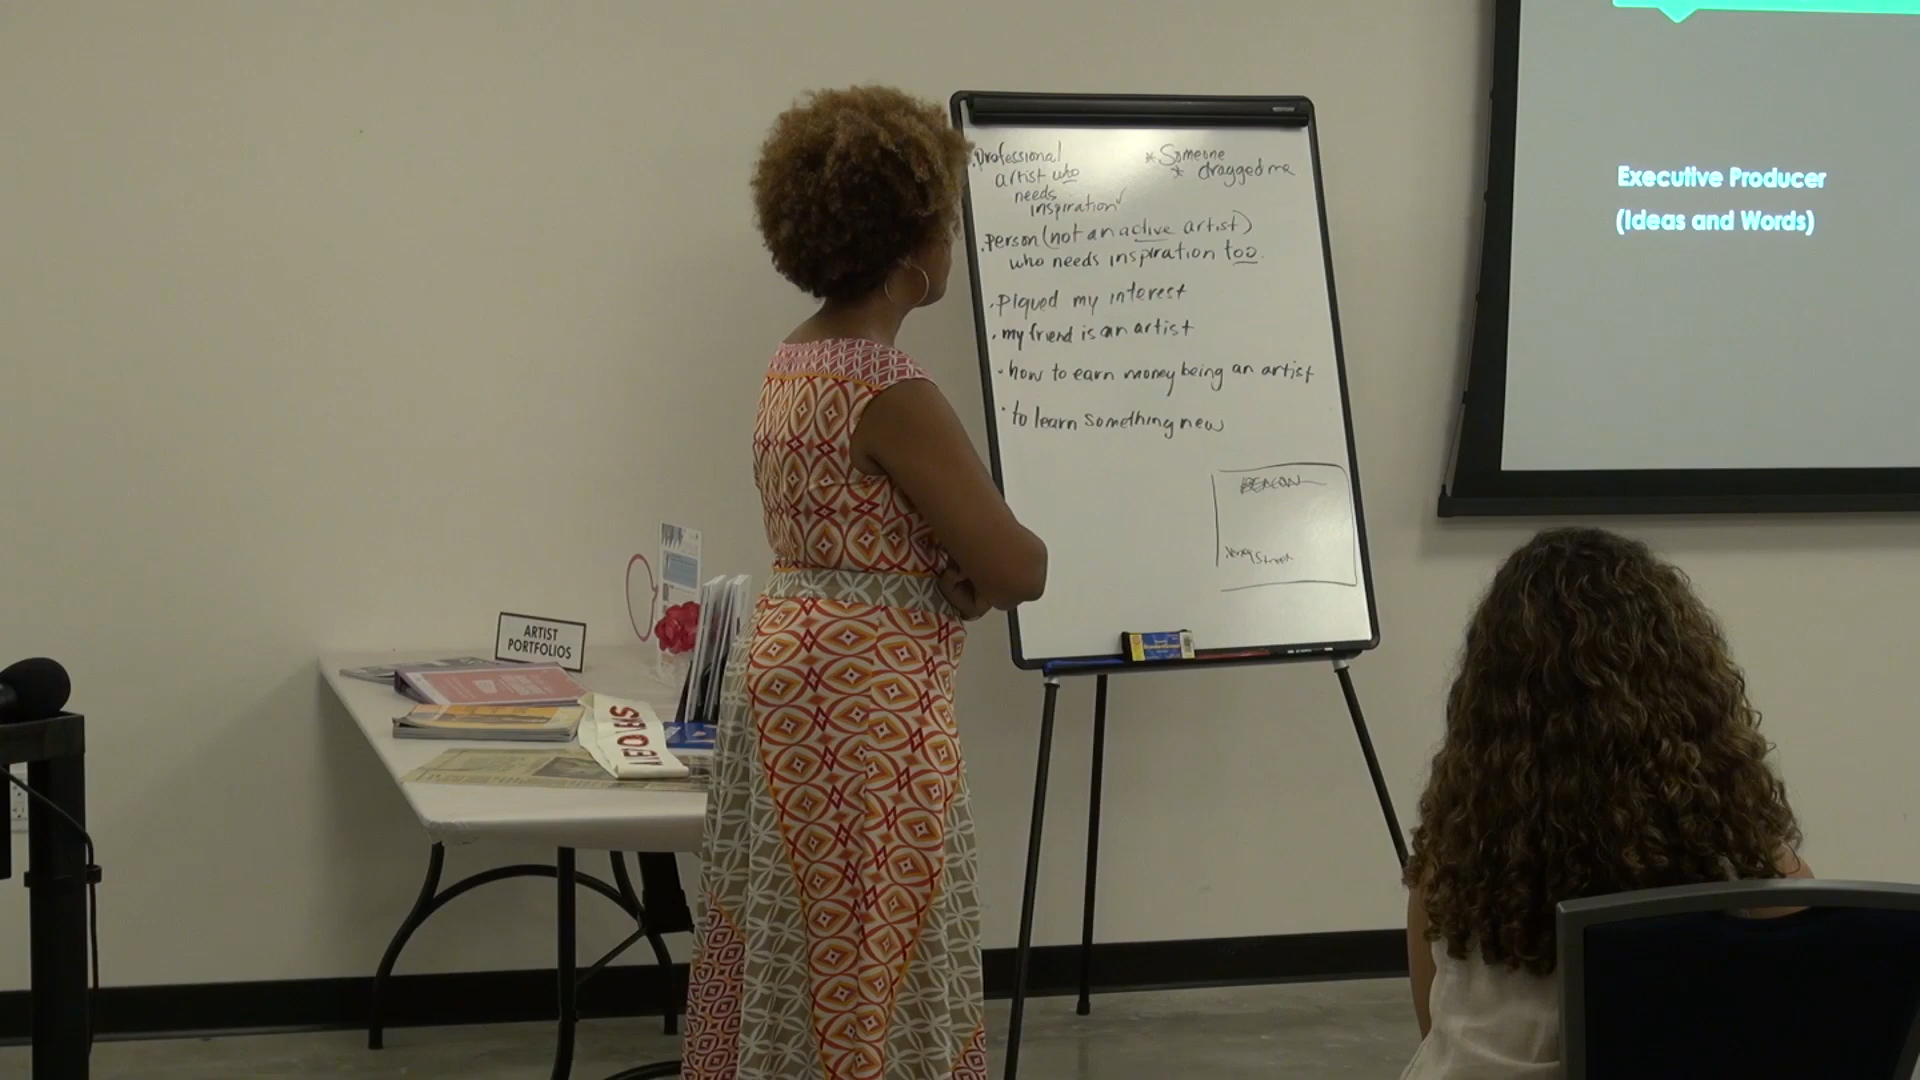 Professional
artist who
needs
inspiration
* Someone
* dragged me
.person (not an active artist)
who needs inspiration too.
.piqued my interest
.my friend is an artist
- how to earn money being an artist
· to learn something new
BEACON
Street
ARTIST
PORTFOLIOS
Executive Producer
(Ideas and Words)